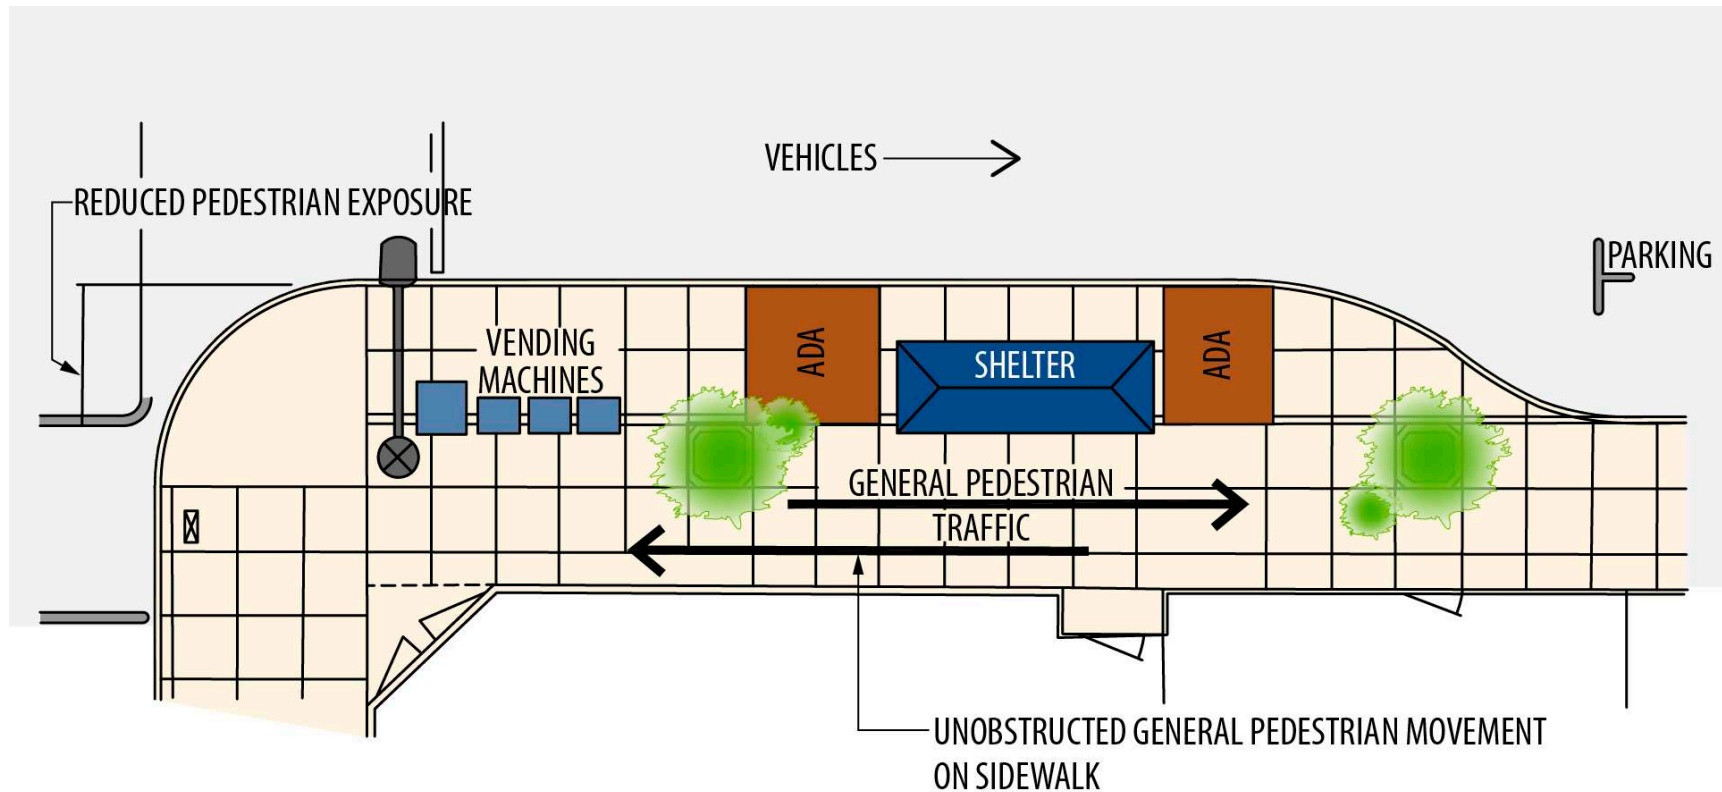 VEHICLES
REDUCED PEDESTRIAN EXPOSURE
PARKING
VENDING
MACHINES
ADA
SHELTER
ADA
GENERAL PEDESTRIAN
TRAFFIC
UNOBSTRUCTED GENERAL PEDESTRIAN MOVEMENT
ON SIDEWALK